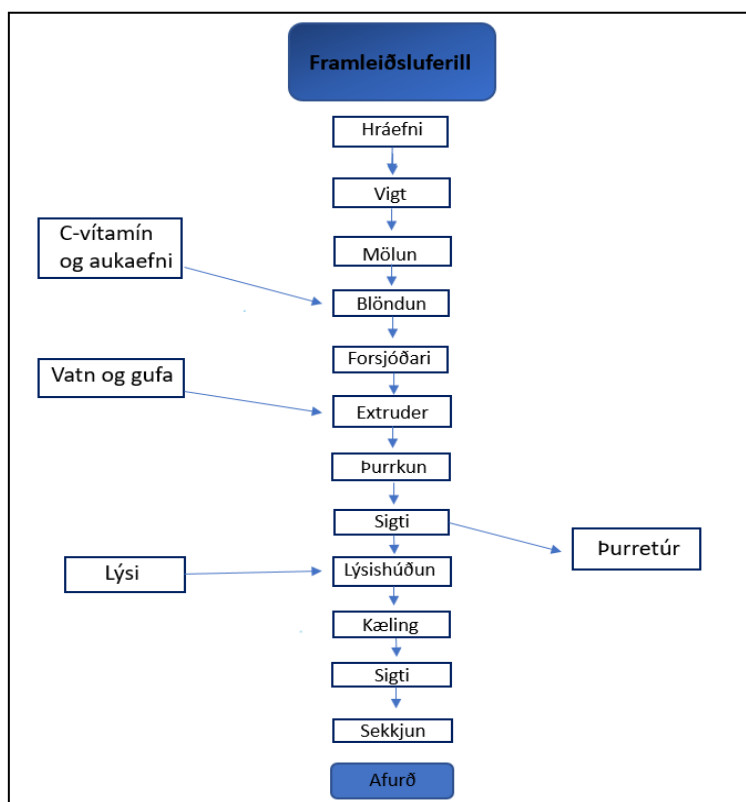 Framleiðsluferill
Hráefni
Vigt
C-vítamín
og aukaefni
Mölun
Blöndun
Forsjóðari
Vatn og gufa
Extruder
Þurrkun
Sigti
Þurretúr
Lýsi
Lýsishúðun
Kæling
Sigti
Sekkjun
Afurð